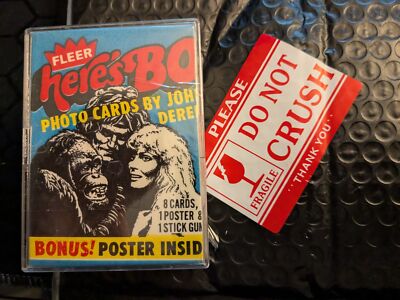 FLEER
here's BO
PHOTO CARDS BY JOH
DERE
8 CARDS,
1 POSTER &
1 STICK GUM
BONUS! POSTER INSID
PLEASE
DO NOT
CRUSH
FRAGILE
THANK YOU